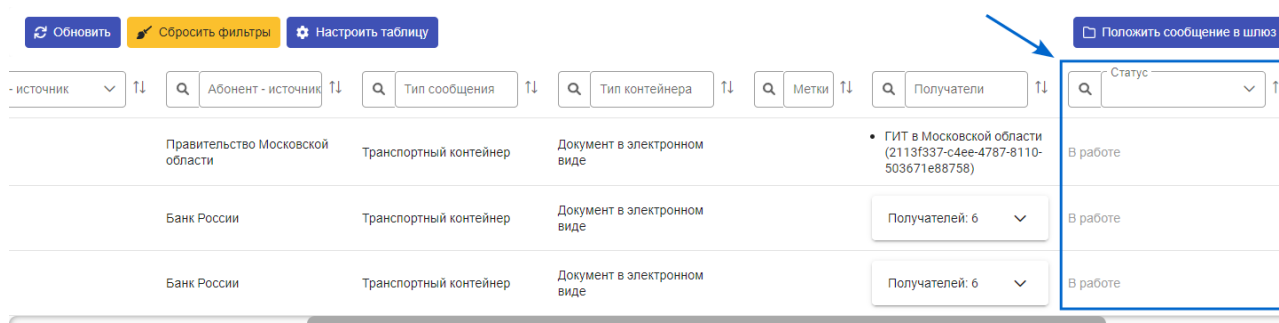 Обновить
Сбросить фильтры
Настроить таблицу
Положить сообщение в шлюз
- источник
Абонент - источник
Тип сообщения
Тип контейнера
Метки
Получатели
Статус
Правительство Московской
области
Транспортный контейнер
Документ в электронном
виде
ГИТ в Московской области
(2113f337-c4ee-4787-8110-
503671e88758)
В работе
Банк России
Транспортный контейнер
Документ в электронном
виде
Получателей: 6
В работе
Банк России
Транспортный контейнер
Документ в электронном
виде
Получателей: 6
В работе